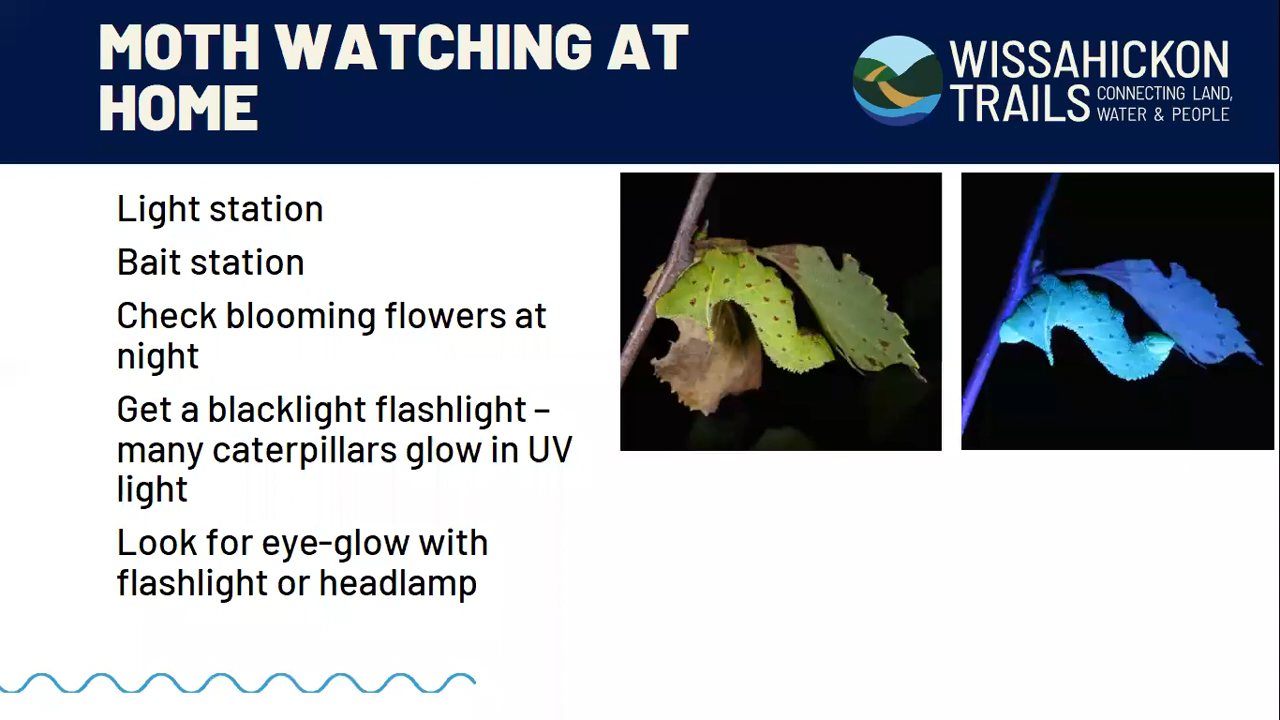 MOTH WATCHING AT
HOME
WISSAHICKON
TRAILS CONNECTING LAND,
WATER & PEOPLE
Light station
Bait station
Check blooming flowers at
night
Get a blacklight flashlight –
many caterpillars glow in UV
light
Look for eye-glow with
flashlight or headlamp